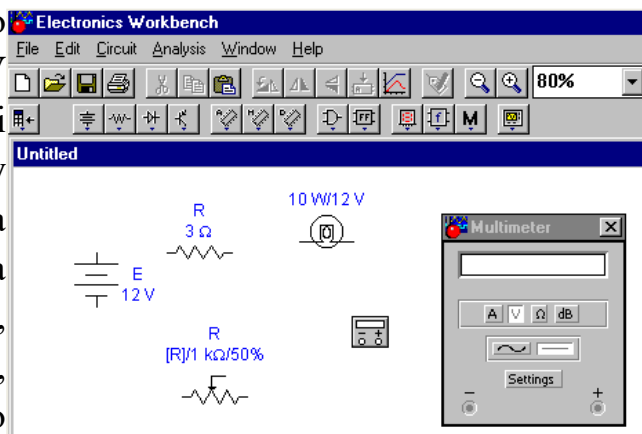 Electronics Workbench
File Edit Circuit Analysis Window Help
80%
M
Untitled
10 W/12 V
R
3 Ω
E
12 V
R
[R]/1 kΩ/50%
Multimeter
A V Ω dB
Settings
− +